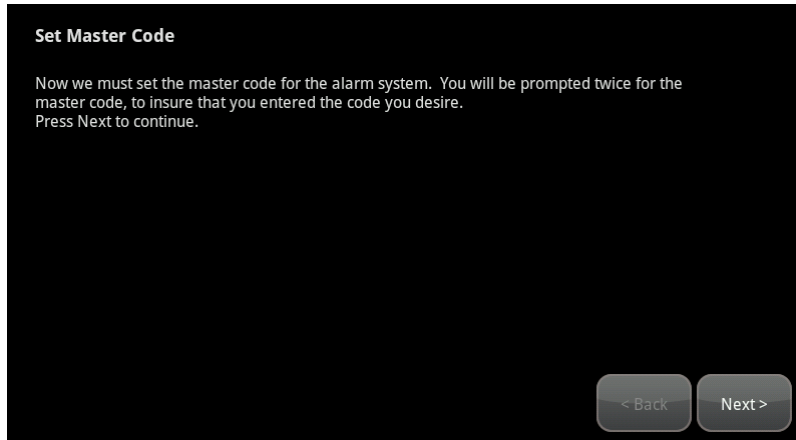 Set Master Code
Now we must set the master code for the alarm system.  You will be prompted twice for the
master code, to insure that you entered the code you desire.
Press Next to continue.
< Back Next >